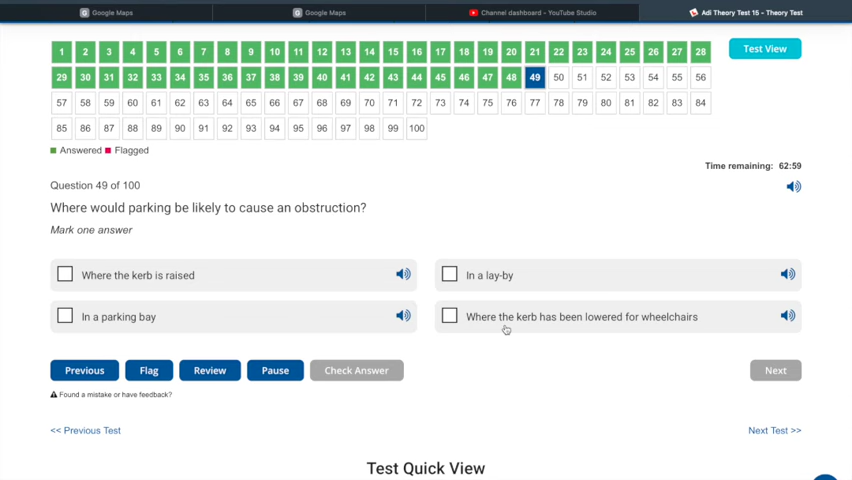 Google Maps
Google Maps
Channel dashboard - YouTube Studio
Adi Theory Test 15 - Theory Test
1 2 3 4 5 6 7 8 9 10 11 12 13 14 15 16 17 18 19 20 21 22 23 24 25 26 27 28
Test View
29 30 31 32 33 34 35 36 37 38 39 40 41 42 43 44 45 46 47 48 49 50 51 52 53 54 55 56
57 58 59 60 61 62 63 64 65 66 67 68 69 70 71 72 73 74 75 76 77 78 79 80 81 82 83 84
85 86 87 88 89 90 91 92 93 94 95 96 97 98 99 100
Answered Flagged
Time remaining: 62:59
Question 49 of 100
Where would parking be likely to cause an obstruction?
Mark one answer
Where the kerb is raised
In a lay-by
In a parking bay
Where the kerb has been lowered for wheelchairs
Previous Flag Review Pause Check Answer Next
Found a mistake or have feedback?
<< Previous Test Next Test >>
Test Quick View